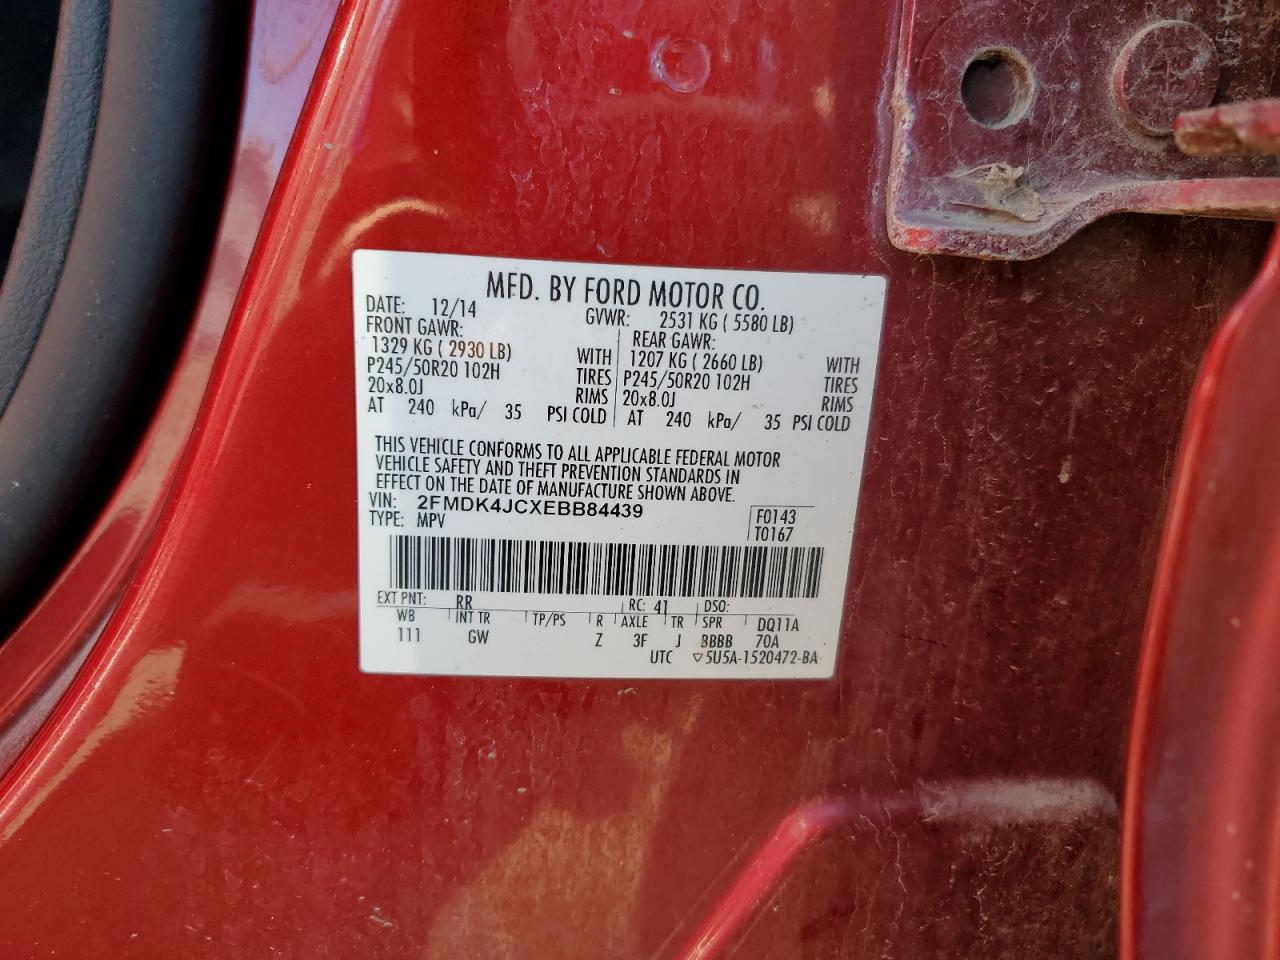 MFD. BY FORD MOTOR CO.
DATE: 12/14 GVWR: 2531 KG ( 5580 LB)
FRONT GAWR: REAR GAWR:
1329 KG ( 2930 LB) WITH 1207 KG ( 2660 LB) WITH
P245/50R20 102H TIRES P245/50R20 102H TIRES
20x8.0J RIMS 20x8.0J RIMS
AT 240 kPa/ 35 PSI COLD AT 240 kPa/ 35 PSI COLD
THIS VEHICLE CONFORMS TO ALL APPLICABLE FEDERAL MOTOR
VEHICLE SAFETY AND THEFT PREVENTION STANDARDS IN
EFFECT ON THE DATE OF MANUFACTURE SHOWN ABOVE.
VIN: 2FMDK4JCXEBB84439 F0143
TYPE: MPV T0167
EXT PNT: RR RC: 41 DSO:
WB INT TR TP/PS R AXLE TR SPR DQ11A
111 GW Z 3F J BBBB 70A
UTC ▽5U5A-1520472-BA